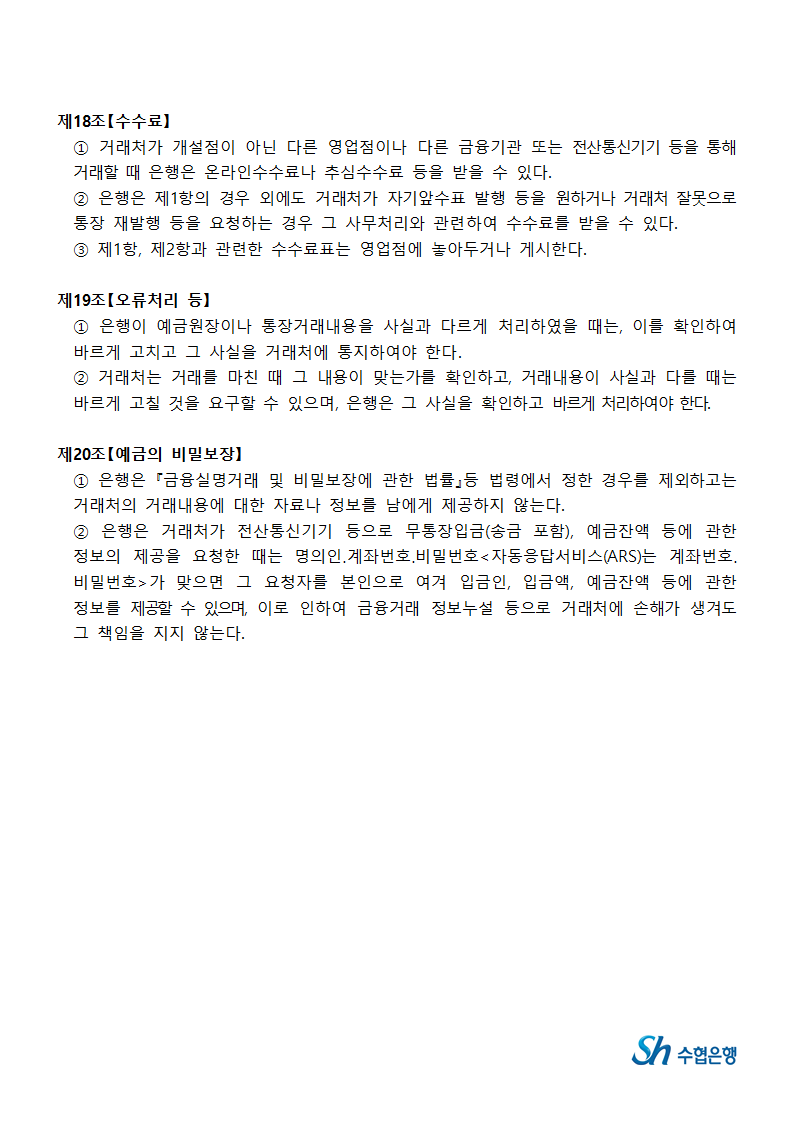 제18조【수수료】
① 거래처가 개설점이 아닌 다른 영업점이나 다른 금융기관 또는 전산통신기기 등을 통해
거래할 때 은행은 온라인수수료나 추심수수료 등을 받을 수 있다.
② 은행은 제1항의 경우 외에도 거래처가 자기앞수표 발행 등을 원하거나 거래처 잘못으로
통장 재발행 등을 요청하는 경우 그 사무처리와 관련하여 수수료를 받을 수 있다.
③ 제1항, 제2항과 관련한 수수료표는 영업점에 놓아두거나 게시한다.
제19조【오류처리 등】
① 은행이 예금원장이나 통장거래내용을 사실과 다르게 처리하였을 때는, 이를 확인하여
바르게 고치고 그 사실을 거래처에 통지하여야 한다.
② 거래처는 거래를 마친 때 그 내용이 맞는가를 확인하고, 거래내용이 사실과 다를 때는
바르게 고칠 것을 요구할 수 있으며, 은행은 그 사실을 확인하고 바르게 처리하여야 한다.
제20조【예금의 비밀보장】
① 은행은 『금융실명거래 및 비밀보장에 관한 법률』등 법령에서 정한 경우를 제외하고는
거래처의 거래내용에 대한 자료나 정보를 남에게 제공하지 않는다.
② 은행은 거래처가 전산통신기기 등으로 무통장입금(송금 포함), 예금잔액 등에 관한
정보의 제공을 요청한 때는 명의인.계좌번호.비밀번호<자동응답서비스(ARS)는 계좌번호.
비밀번호>가 맞으면 그 요청자를 본인으로 여겨 입금인, 입금액, 예금잔액 등에 관한
정보를 제공할 수 있으며, 이로 인하여 금융거래 정보누설 등으로 거래처에 손해가 생겨도
그 책임을 지지 않는다.
Sh 수협은행